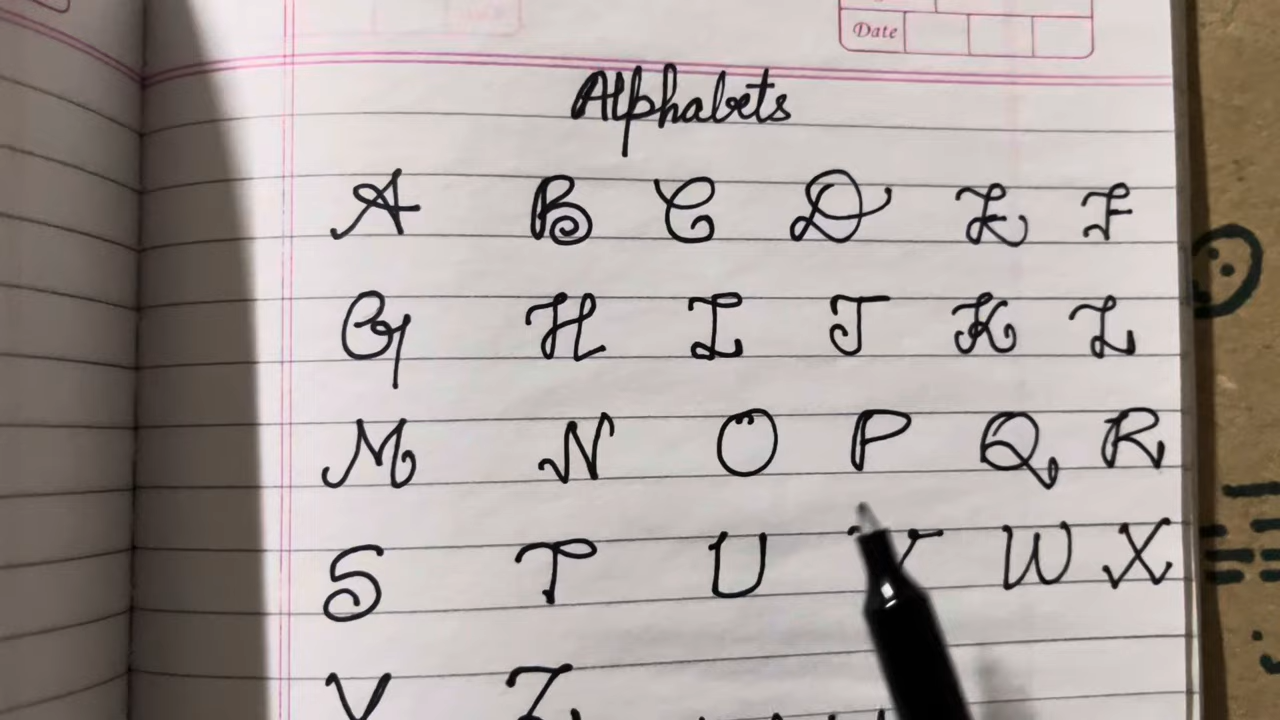 Date
Alphabets
A B C D E F
G H I J K L
M N O P Q R
S T U V W X
Y Z